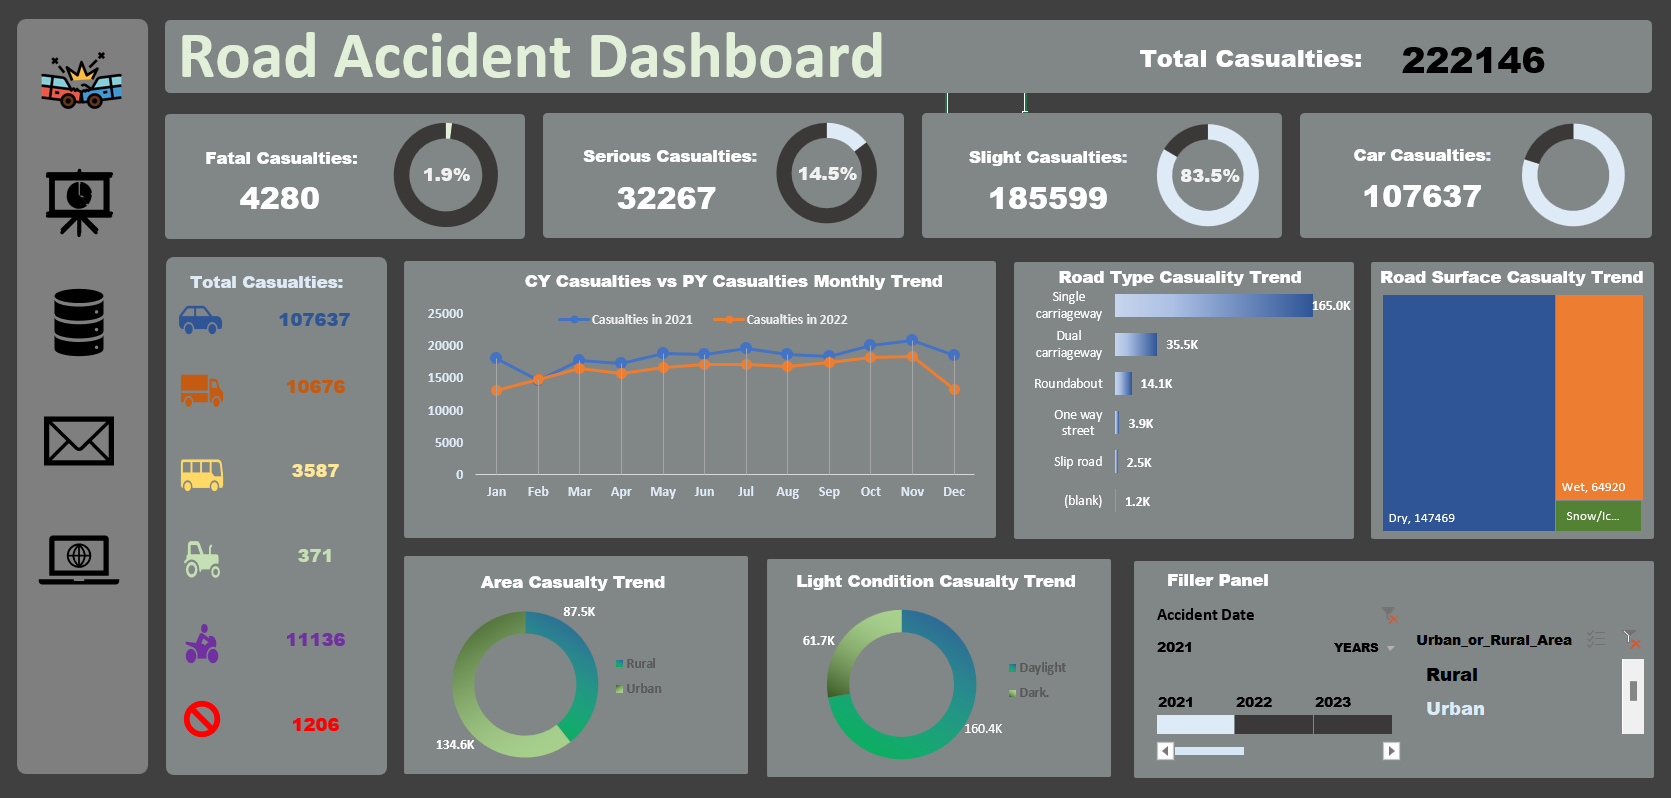 Road Accident Dashboard
Total Casualties:
222146
Fatal Casualties:
4280
1.9%
Serious Casualties:
32267
14.5%
Slight Casualties:
185599
83.5%
Car Casualties:
107637
Total Casualties:
107637
10676
3587
371
11136
1206
CY Casualties vs PY Casualties Monthly Trend
Casualties in 2021
Casualties in 2022
25000
20000
15000
10000
5000
0
Jan Feb Mar Apr May Jun Jul Aug Sep Oct Nov Dec
Road Type Casuality Trend
Single
carriageway
165.0K
Dual
carriageway
35.5K
Roundabout
14.1K
One way
street
3.9K
Slip road
2.5K
(blank)
1.2K
Road Surface Casualty Trend
Dry, 147469
Wet, 64920
Snow/Ic...
Area Casualty Trend
87.5K
134.6K
Rural
Urban
Light Condition Casualty Trend
61.7K
160.4K
Daylight
Dark.
Filler Panel
Accident Date
2021
YEARS
2021 2022 2023
Urban_or_Rural_Area
Rural
Urban